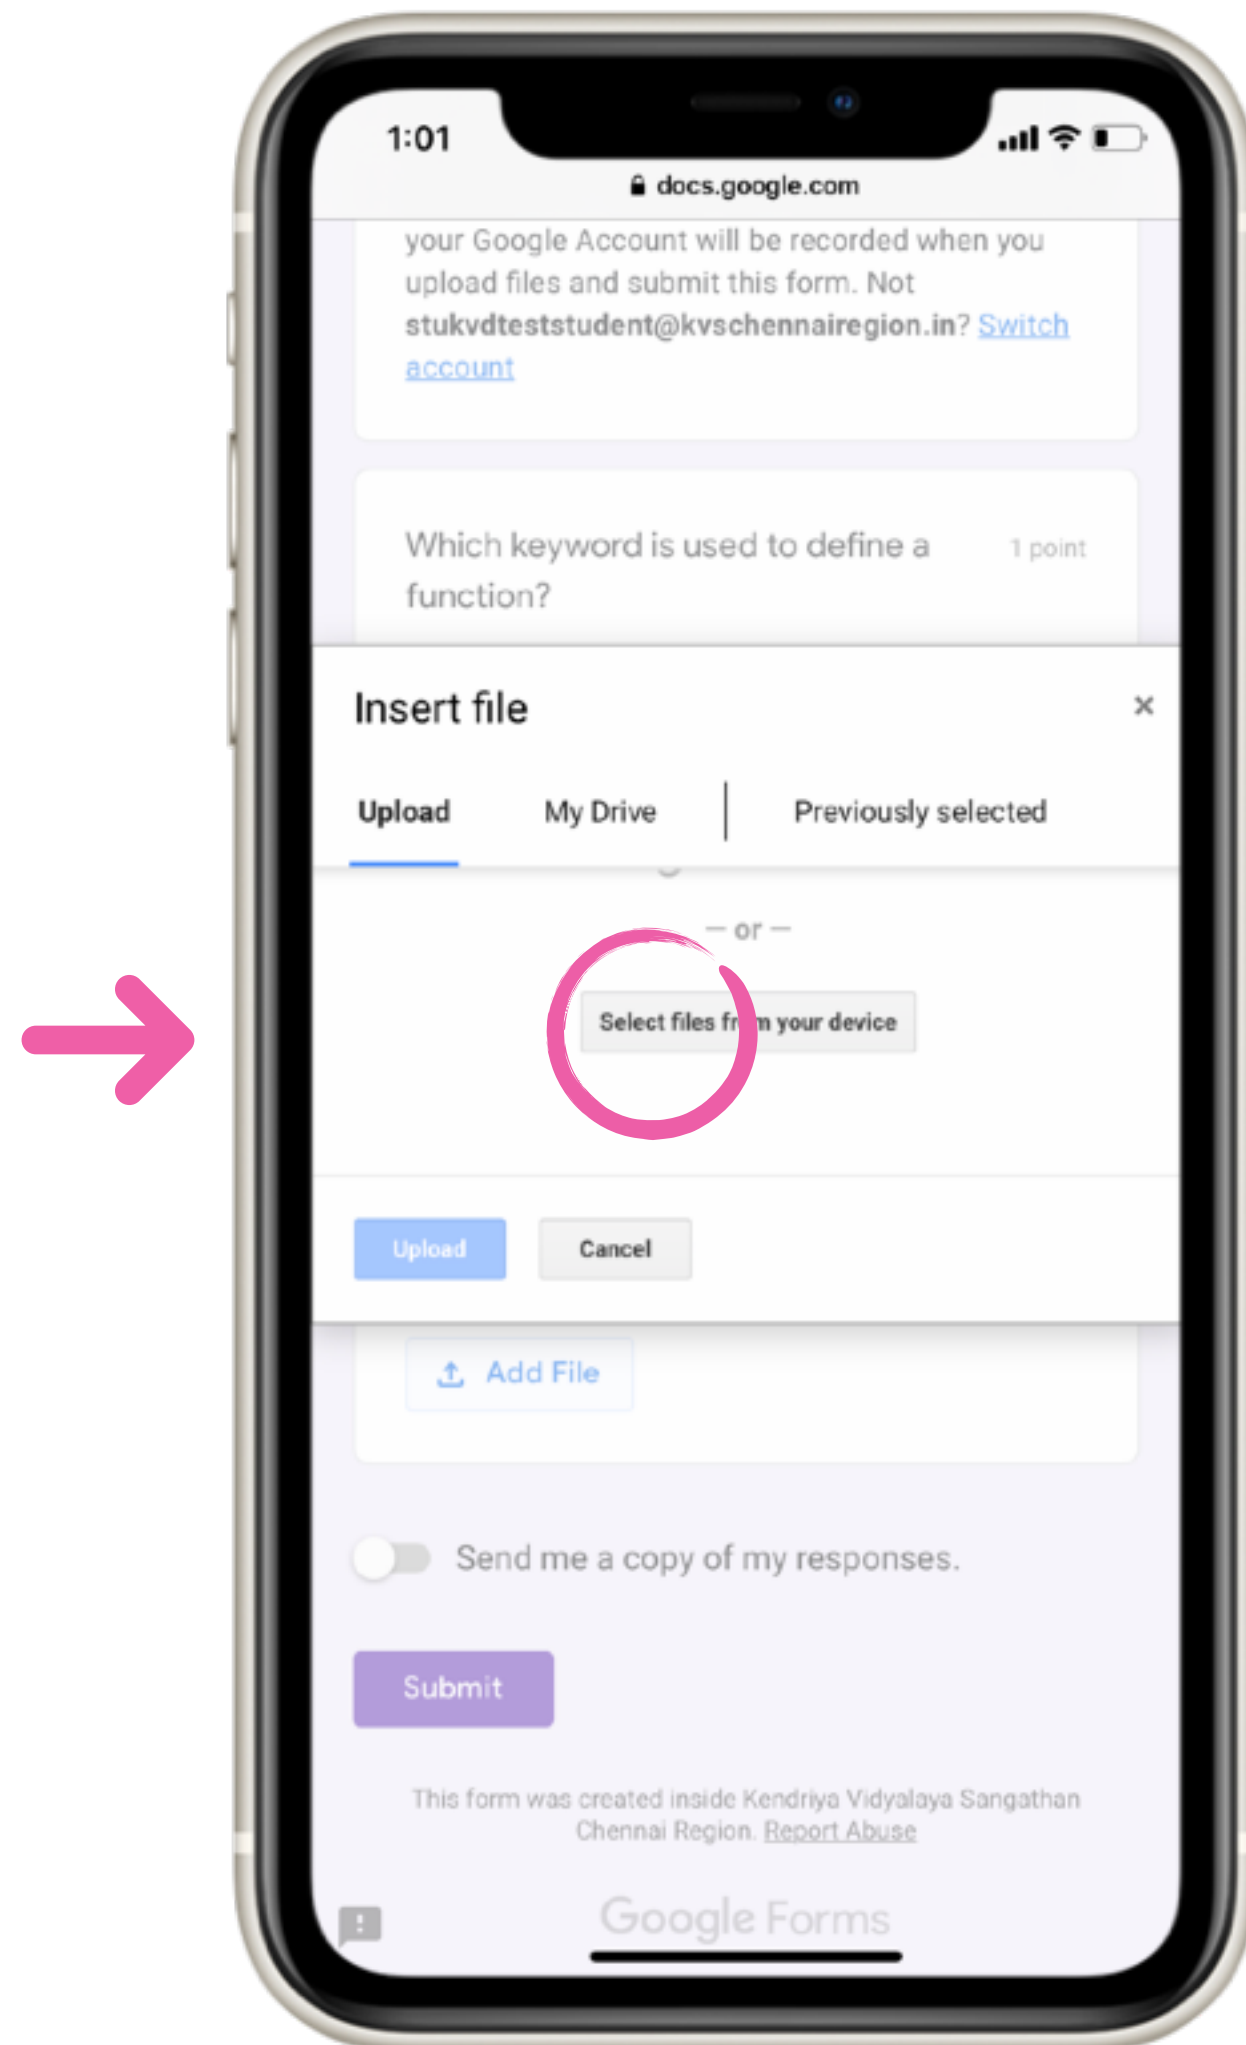 1:01
docs.google.com
your Google Account will be recorded when you
upload files and submit this form. Not
stukvdteststudent@kvschennairegion.in? Switch
account
Which keyword is used to define a
1 point
function?
Insert file
Upload My Drive Previously selected
— or —
Select files from your device
Upload Cancel
Add File
Send me a copy of my responses.
Submit
This form was created inside Kendriya Vidyalaya Sangathan
Chennai Region. Report Abuse
Google Forms